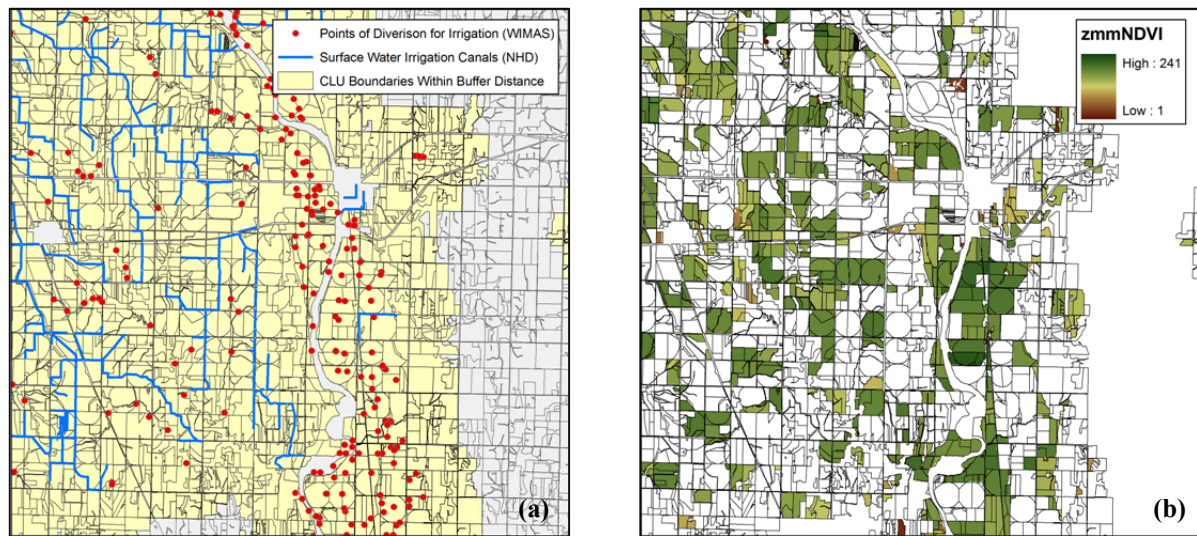 Points of Diverison for Irrigation (WIMAS)
Surface Water Irrigation Canals (NHD)
CLU Boundaries Within Buffer Distance
(a)
zmmNDVI
High : 241
Low : 1
(b)